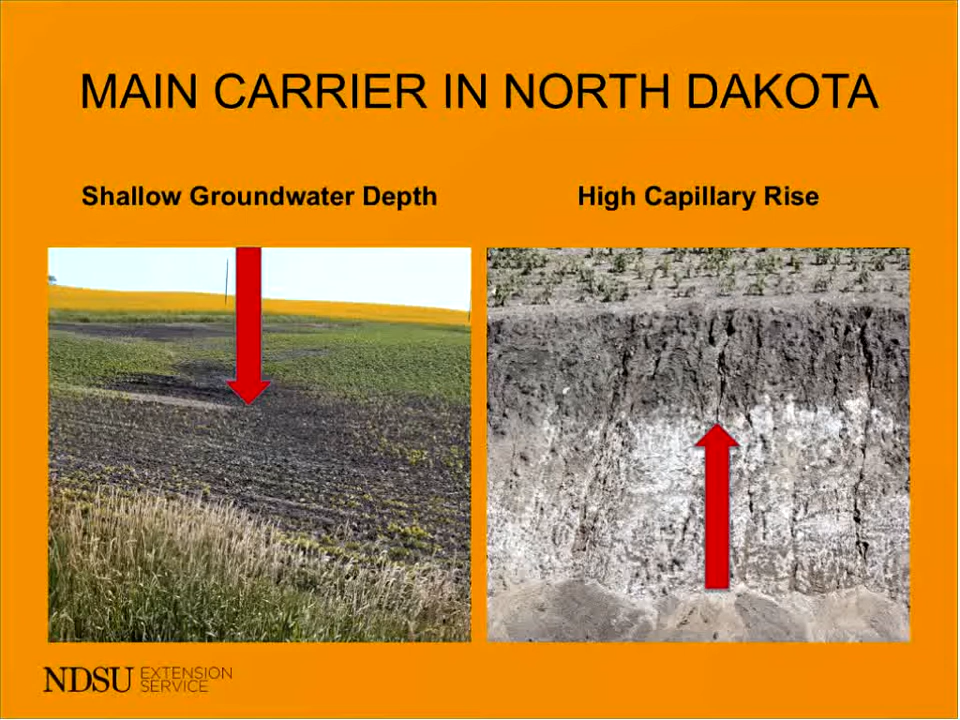 MAIN CARRIER IN NORTH DAKOTA
Shallow Groundwater Depth
High Capillary Rise
NDSU EXTENSION
SERVICE